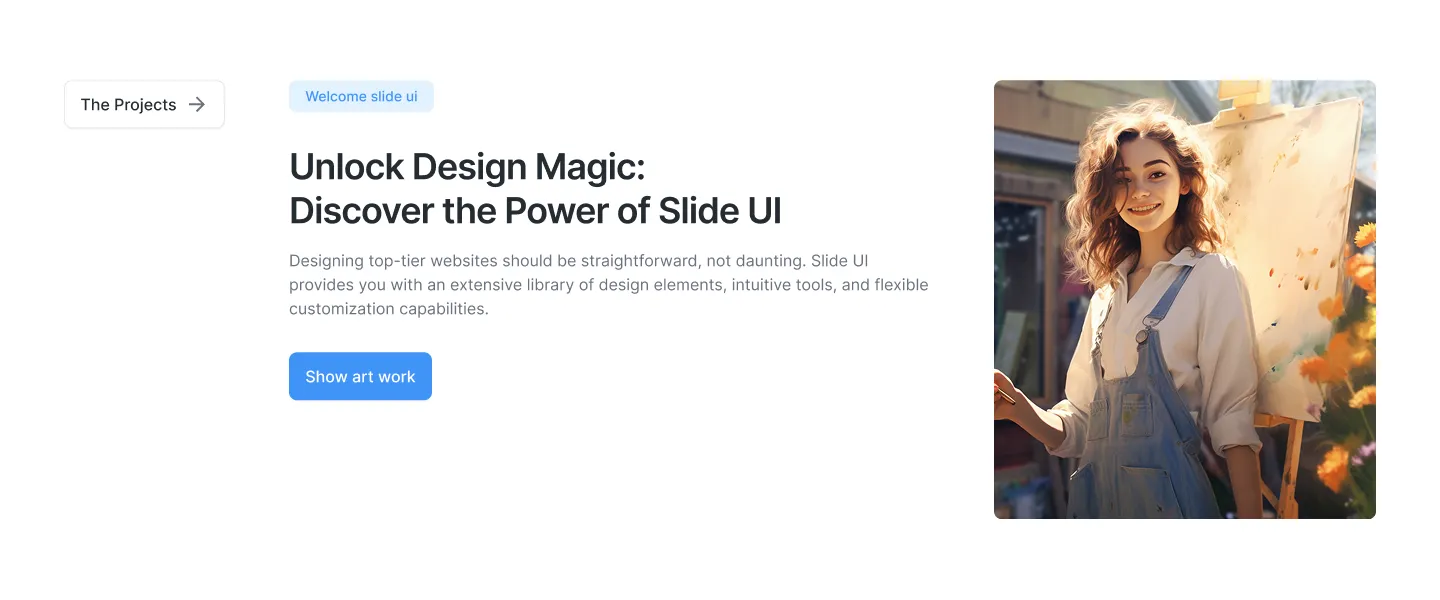 The Projects
Welcome slide ui
Unlock Design Magic:
Discover the Power of Slide UI
Designing top-tier websites should be straightforward, not daunting. Slide UI
provides you with an extensive library of design elements, intuitive tools, and flexible
customization capabilities.
Show art work